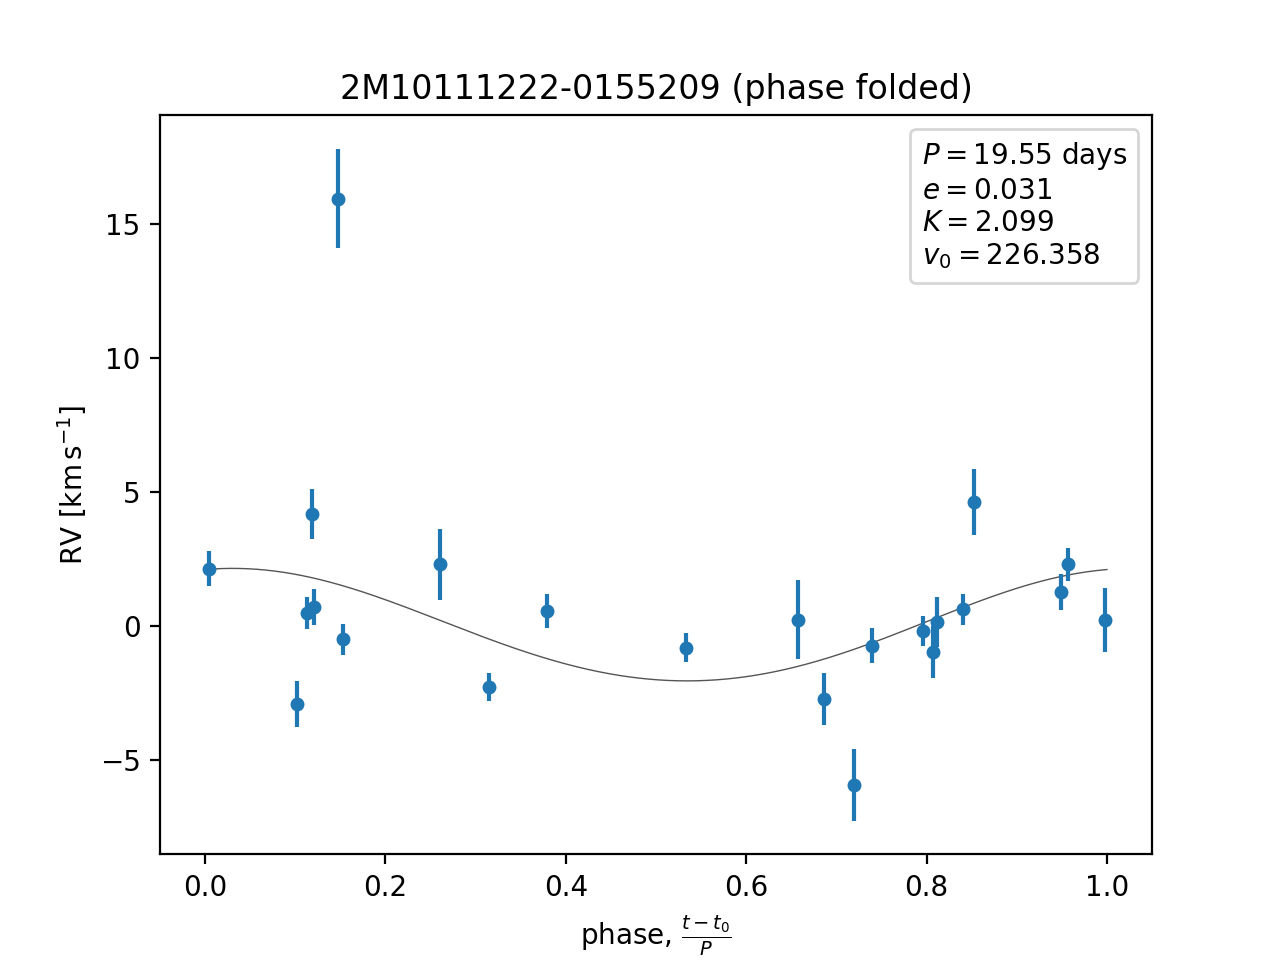 2M10111222-0155209 (phase folded)
P = 19.55 days
e = 0.031
K = 2.099
v₀ = 226.358
15
10
5
0
−5
RV [km s⁻¹]
0.0 0.2 0.4 0.6 0.8 1.0
phase, (t − t₀)/P